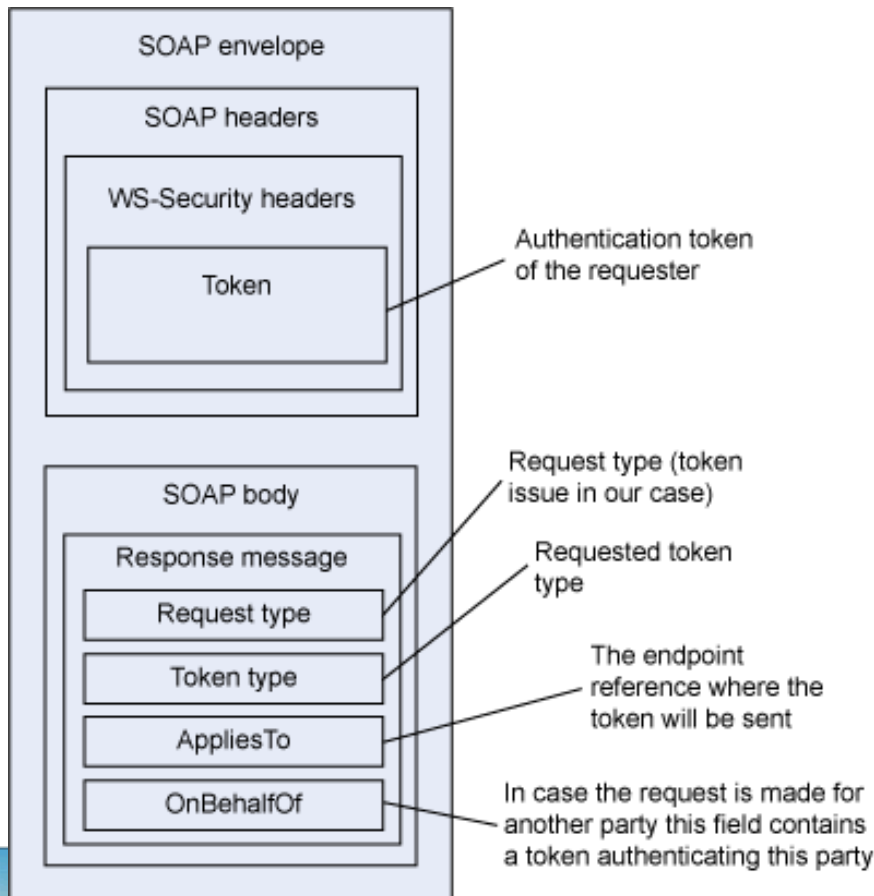 SOAP envelope
SOAP headers
WS-Security headers
Token
Authentication token
of the requester
SOAP body
Response message
Request type
Token type
AppliesTo
OnBehalfOf
Request type (token
issue in our case)
Requested token
type
The endpoint
reference where the
token will be sent
In case the request is made for
another party this field contains
a token authenticating this party